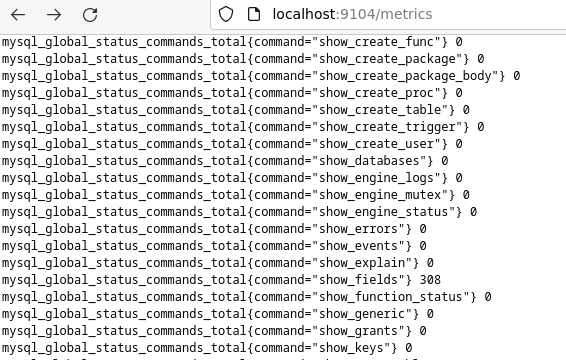 localhost:9104/metrics
mysql_global_status_commands_total{command="show_create_func"} 0
mysql_global_status_commands_total{command="show_create_package"} 0
mysql_global_status_commands_total{command="show_create_package_body"} 0
mysql_global_status_commands_total{command="show_create_proc"} 0
mysql_global_status_commands_total{command="show_create_table"} 0
mysql_global_status_commands_total{command="show_create_trigger"} 0
mysql_global_status_commands_total{command="show_create_user"} 0
mysql_global_status_commands_total{command="show_databases"} 0
mysql_global_status_commands_total{command="show_engine_logs"} 0
mysql_global_status_commands_total{command="show_engine_mutex"} 0
mysql_global_status_commands_total{command="show_engine_status"} 0
mysql_global_status_commands_total{command="show_errors"} 0
mysql_global_status_commands_total{command="show_events"} 0
mysql_global_status_commands_total{command="show_explain"} 0
mysql_global_status_commands_total{command="show_fields"} 308
mysql_global_status_commands_total{command="show_function_status"} 0
mysql_global_status_commands_total{command="show_generic"} 0
mysql_global_status_commands_total{command="show_grants"} 0
mysql_global_status_commands_total{command="show_keys"} 0